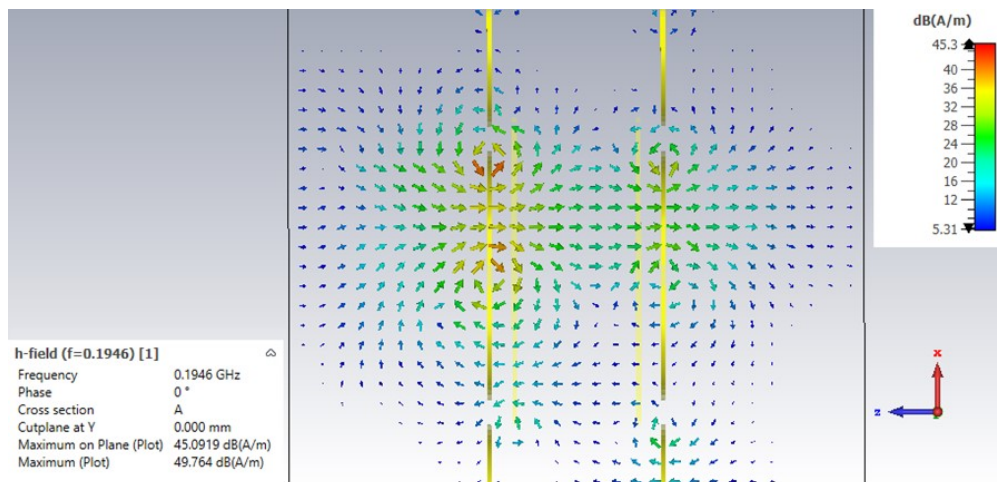 dB(A/m)
45.3
40
36
32
28
24
20
16
12
5.31
h-field (f=0.1946) [1]
Frequency 0.1946 GHz
Phase 0 °
Cross section A
Cutplane at Y 0.000 mm
Maximum on Plane (Plot) 45.0919 dB(A/m)
Maximum (Plot) 49.764 dB(A/m)
x
z